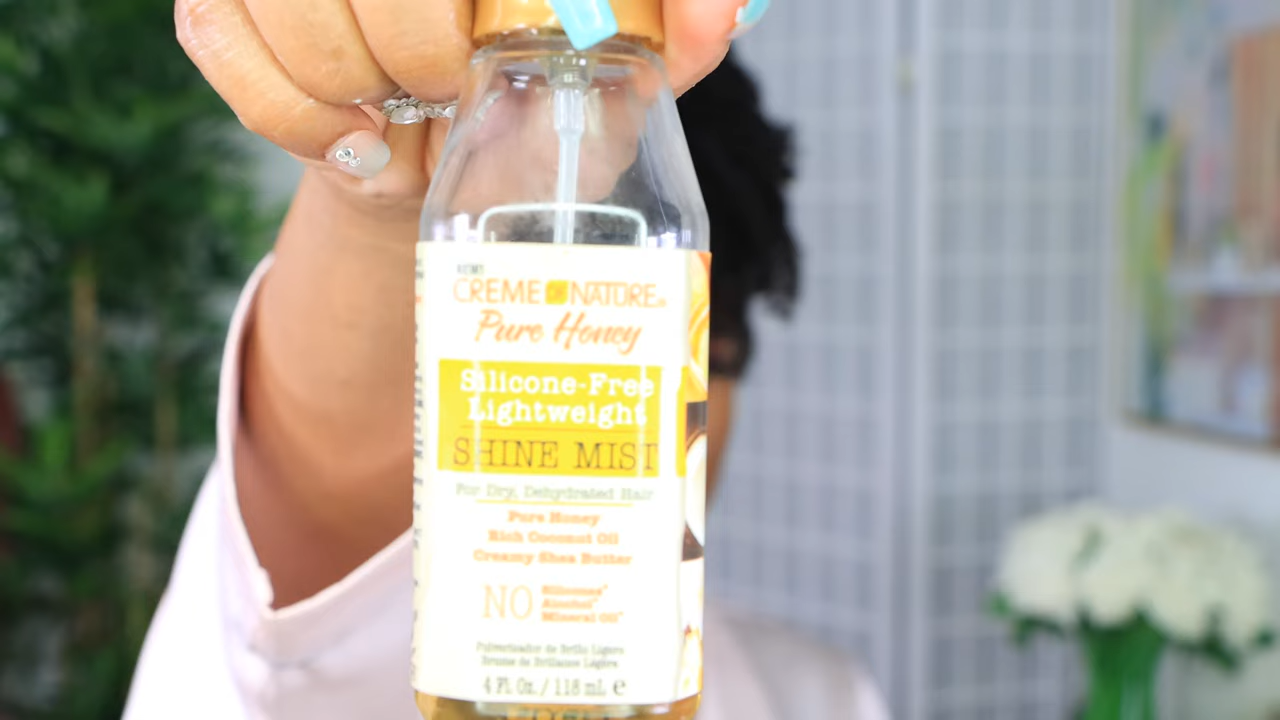 NEW!
CREME OF NATURE®
Pure Honey
Silicone-Free
Lightweight
SHINE MIST
For Dry, Dehydrated Hair
Pure Honey
Rich Coconut Oil
Creamy Shea Butter
NO Silicones*
Alcohol*
Mineral Oil*
Pulverizador de Brillo Ligero
Brume de Brillance Légère
4 Fl. Oz. / 118 mL e